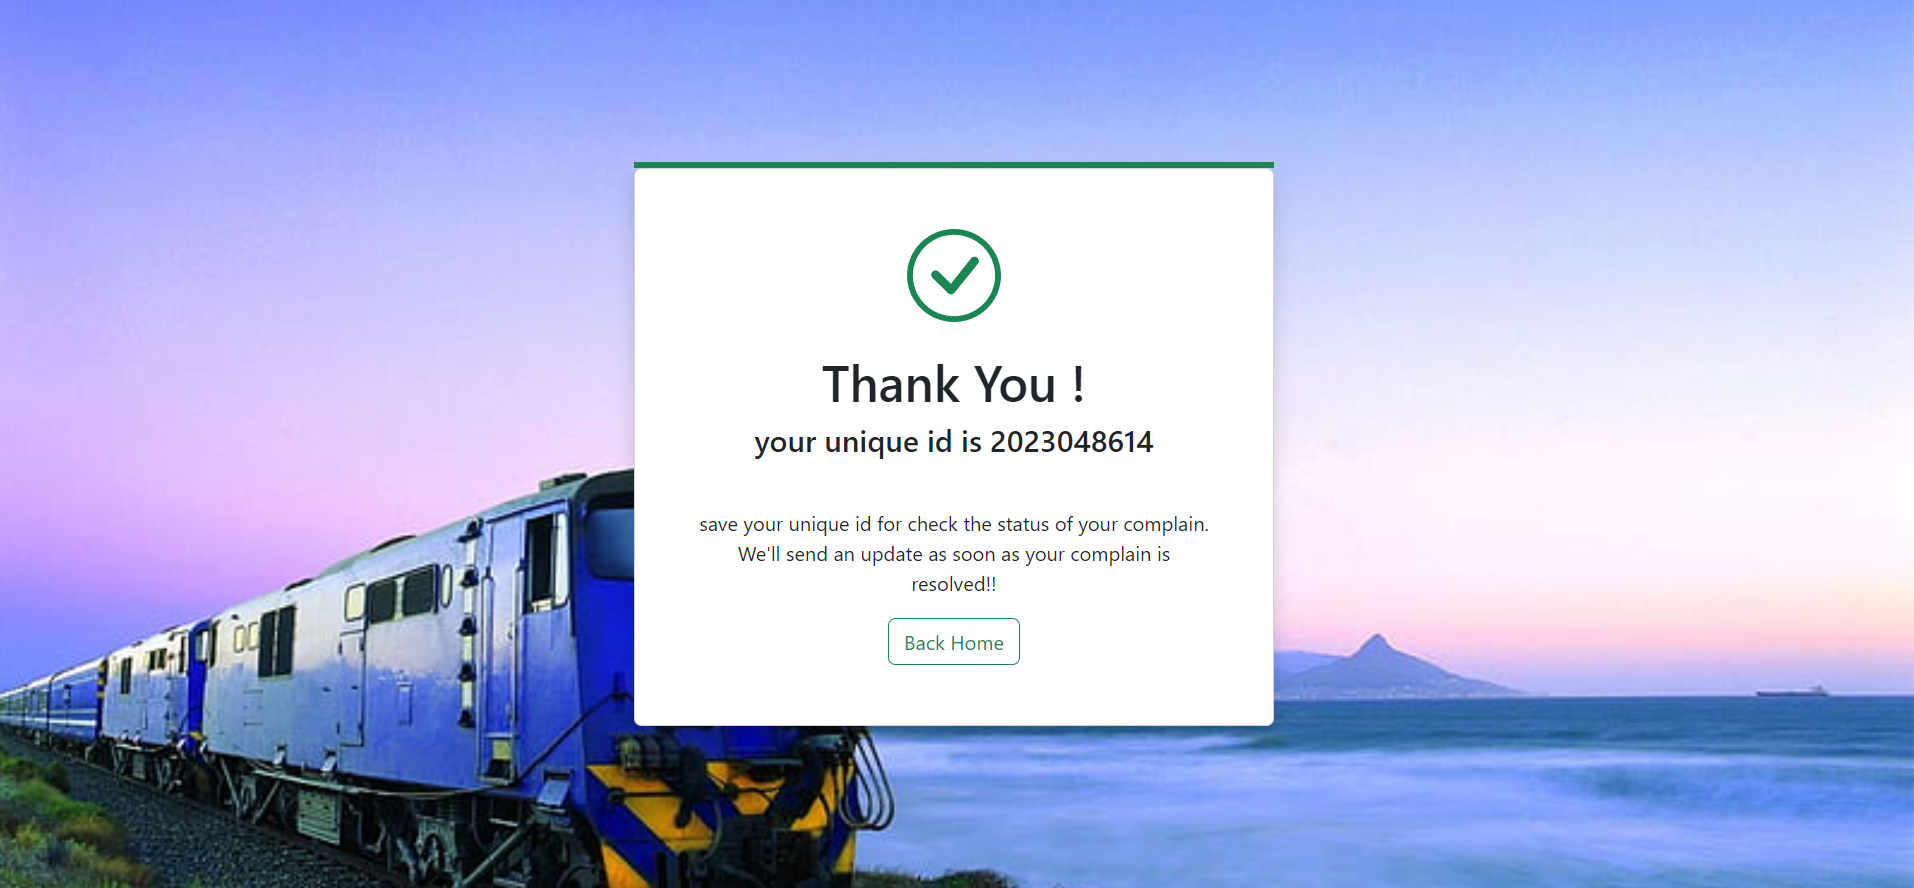 Thank You !
your unique id is 2023048614
save your unique id for check the status of your complain.
We'll send an update as soon as your complain is
resolved!!
Back Home